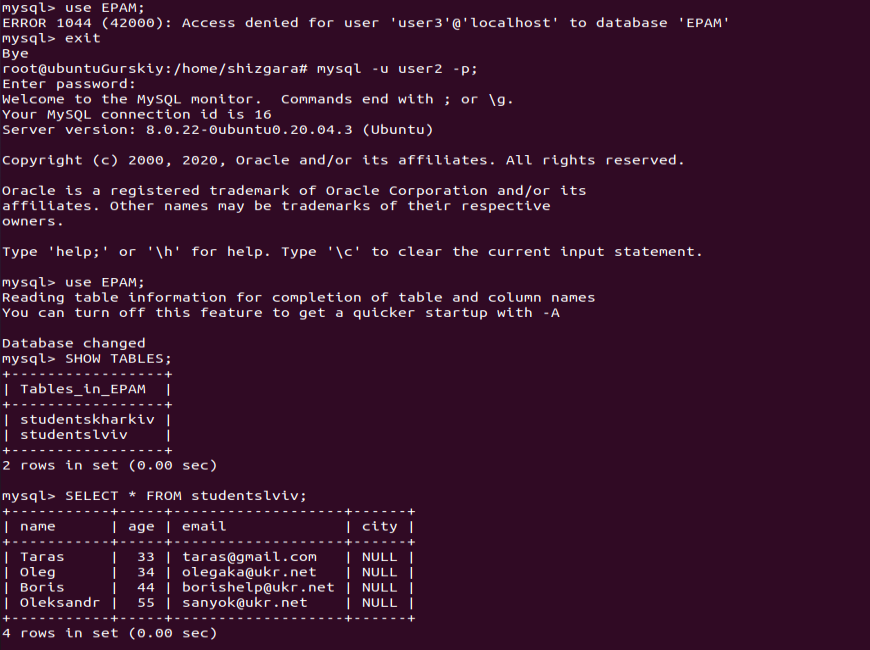 mysql> use EPAM;
ERROR 1044 (42000): Access denied for user 'user3'@'localhost' to database 'EPAM'
mysql> exit
Bye
root@ubuntuGurskiy:/home/shizgara# mysql -u user2 -p;
Enter password:
Welcome to the MySQL monitor.  Commands end with ; or \g.
Your MySQL connection id is 16
Server version: 8.0.22-0ubuntu0.20.04.3 (Ubuntu)

Copyright (c) 2000, 2020, Oracle and/or its affiliates. All rights reserved.

Oracle is a registered trademark of Oracle Corporation and/or its
affiliates. Other names may be trademarks of their respective
owners.

Type 'help;' or '\h' for help. Type '\c' to clear the current input statement.

mysql> use EPAM;
Reading table information for completion of table and column names
You can turn off this feature to get a quicker startup with -A

Database changed
mysql> SHOW TABLES;
+-----------------+
| Tables_in_EPAM  |
+-----------------+
| studentskharkiv |
| studentslviv    |
+-----------------+
2 rows in set (0.00 sec)

mysql> SELECT * FROM studentslviv;
+-----------+-----+-------------------+------+
| name      | age | email             | city |
+-----------+-----+-------------------+------+
| Taras     |  33 | taras@gmail.com   | NULL |
| Oleg      |  34 | olegaka@ukr.net   | NULL |
| Boris     |  44 | borishelp@ukr.net | NULL |
| Oleksandr |  55 | sanyok@ukr.net    | NULL |
+-----------+-----+-------------------+------+
4 rows in set (0.00 sec)